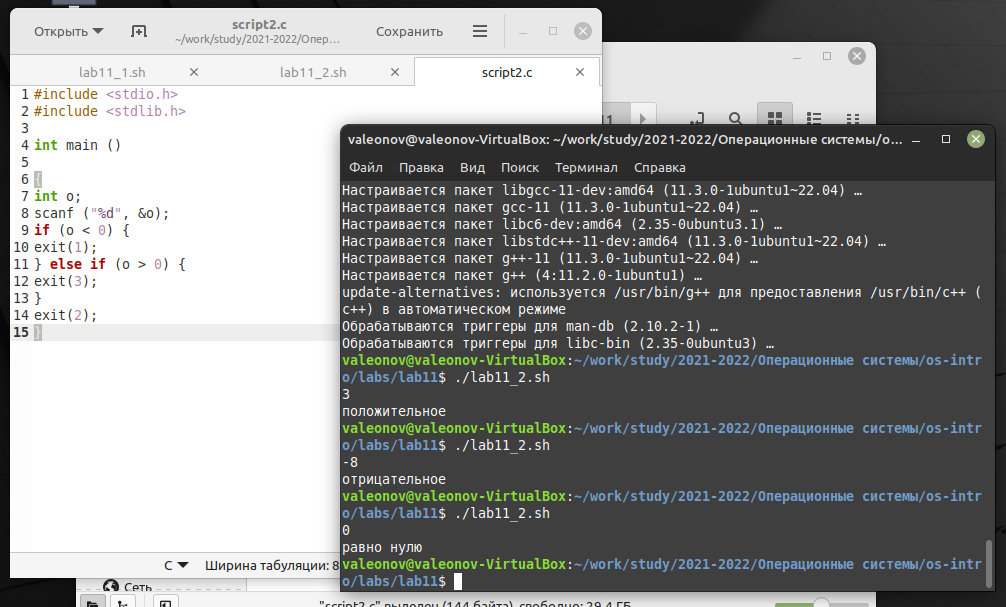 Открыть
script2.c
~/work/study/2021-2022/Опер...
Сохранить
lab11_1.sh
lab11_2.sh
script2.c
1 #include <stdio.h>
2 #include <stdlib.h>
3
4 int main ()
5
6 {
7 int o;
8 scanf ("%d", &o);
9 if (o < 0) {
10 exit(1);
11 } else if (o > 0) {
12 exit(3);
13 }
14 exit(2);
15 }
C
Ширина табуляции: 8
11
valeonov@valeonov-VirtualBox: ~/work/study/2021-2022/Операционные системы/o...
Файл Правка Вид Поиск Терминал Справка
Настраивается пакет libgcc-11-dev:amd64 (11.3.0-1ubuntu1~22.04) …
Настраивается пакет gcc-11 (11.3.0-1ubuntu1~22.04) …
Настраивается пакет libc6-dev:amd64 (2.35-0ubuntu3.1) …
Настраивается пакет libstdc++-11-dev:amd64 (11.3.0-1ubuntu1~22.04) …
Настраивается пакет g++-11 (11.3.0-1ubuntu1~22.04) …
Настраивается пакет g++ (4:11.2.0-1ubuntu1) …
update-alternatives: используется /usr/bin/g++ для предоставления /usr/bin/c++ (
c++) в автоматическом режиме
Обрабатываются триггеры для man-db (2.10.2-1) …
Обрабатываются триггеры для libc-bin (2.35-0ubuntu3) …
valeonov@valeonov-VirtualBox:~/work/study/2021-2022/Операционные системы/os-intr
o/labs/lab11$ ./lab11_2.sh
3
положительное
valeonov@valeonov-VirtualBox:~/work/study/2021-2022/Операционные системы/os-intr
o/labs/lab11$ ./lab11_2.sh
-8
отрицательное
valeonov@valeonov-VirtualBox:~/work/study/2021-2022/Операционные системы/os-intr
o/labs/lab11$ ./lab11_2.sh
0
равно нулю
valeonov@valeonov-VirtualBox:~/work/study/2021-2022/Операционные системы/os-intr
o/labs/lab11$
Сеть
"script2.c" выделен (144 байта), свободно: 29,4 ГБ